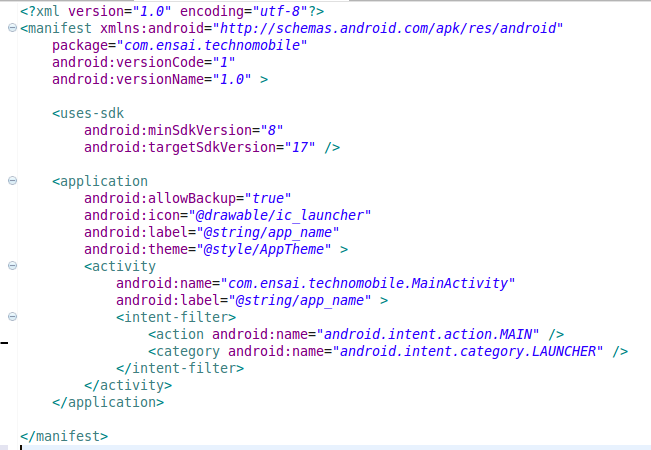 <?xml version="1.0" encoding="utf-8"?>
<manifest xmlns:android="http://schemas.android.com/apk/res/android"
    package="com.ensai.technomobile"
    android:versionCode="1"
    android:versionName="1.0" >

    <uses-sdk
        android:minSdkVersion="8"
        android:targetSdkVersion="17" />

    <application
        android:allowBackup="true"
        android:icon="@drawable/ic_launcher"
        android:label="@string/app_name"
        android:theme="@style/AppTheme" >
        <activity
            android:name="com.ensai.technomobile.MainActivity"
            android:label="@string/app_name" >
            <intent-filter>
                <action android:name="android.intent.action.MAIN" />
                <category android:name="android.intent.category.LAUNCHER" />
            </intent-filter>
        </activity>
    </application>

</manifest>